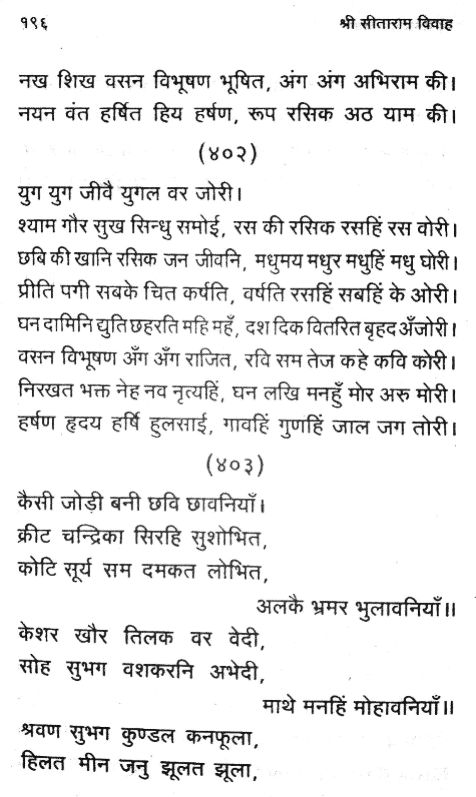 १९६ श्री सीताराम विवाह
नख शिख वसन विभूषण भूषित, अंग अंग अभिराम की।
नयन वंत हर्षित हिय हर्षण, रूप रसिक अठ याम की।
(४०२)
युग युग जीवै युगल वर जोरी।
श्याम गौर सुख सिन्धु समोई, रस की रसिक रसहिं रस वोरी।
छबि की खानि रसिक जन जीवनि, मधुमय मधुर मधुहिं मधु घोरी।
प्रीति पगी सबके चित कर्षति, वर्षति रसहिं सबहिं के ओरी।
घन दामिनि द्युति छहरति महि महँ, दश दिक वितरित बृहद अँजोरी।
वसन विभूषण अँग अँग राजित, रवि सम तेज कहे कवि कोरी।
निरखत भक्त नेह नव नृत्यहिं, घन लखि मनहुँ मोर अरु मोरी।
हर्षण हृदय हर्षि हुलसाई, गावहिं गुणहिं जाल जग तोरी।
(४०३)
कैसी जोड़ी बनी छवि छावनियाँ।
क्रीट चन्द्रिका सिरहि सुशोभित,
कोटि सूर्य सम दमकत लोभित,
अलकै भ्रमर भुलावनियाँ॥
केशर खौर तिलक वर वेदी,
सोह सुभग वशकरनि अभेदी,
माथे मनहिं मोहावनियाँ॥
श्रवण सुभग कुण्डल कनफूला,
हिलत मीन जनु झूलत झूला,